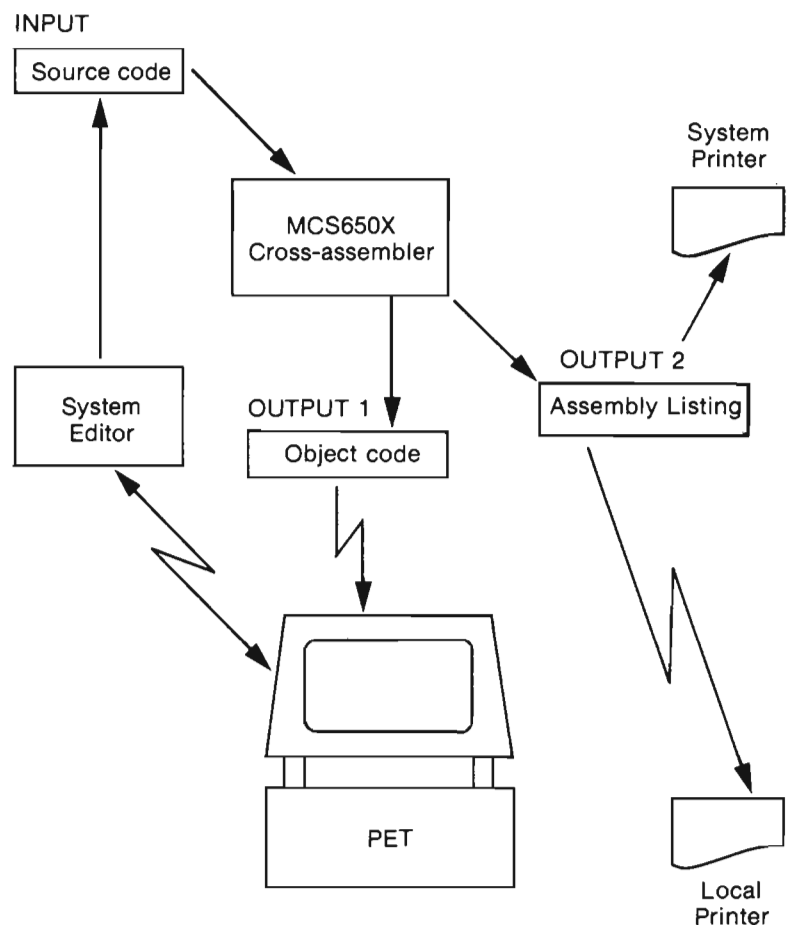 INPUT
Source code
System
Printer
MCS650X
Cross-assembler
OUTPUT 2
Assembly Listing
System
Editor
OUTPUT 1
Object code
PET
Local
Printer